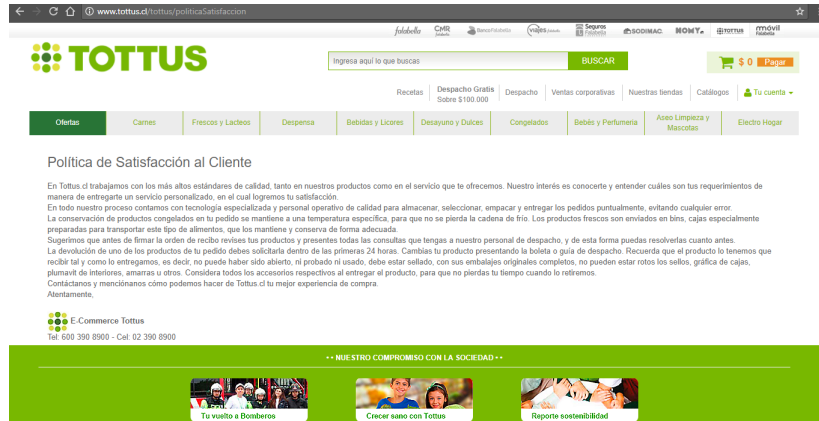 www.tottus.cl/tottus/politicaSatisfaccion
falabella CMR falabella BancoFalabella viajes falabella Seguros Falabella SODIMAC HOMY. TOTTUS móvil falabella
TOTTUS
Ingresa aquí lo que buscas BUSCAR $ 0 Pagar
Recetas Despacho Gratis Sobre $100.000 Despacho Ventas corporativas Nuestras tiendas Catálogos Tu cuenta
Ofertas Carnes Frescos y Lacteos Despensa Bebidas y Licores Desayuno y Dulces Congelados Bebés y Perfumeria Aseo Limpieza y Mascotas Electro Hogar
Política de Satisfacción al Cliente
En Tottus.cl trabajamos con los más altos estándares de calidad, tanto en nuestros productos como en el servicio que te ofrecemos. Nuestro interés es conocerte y entender cuáles son tus requerimientos de
manera de entregarte un servicio personalizado, en el cual logremos tu satisfacción.
En todo nuestro proceso contamos con tecnología especializada y personal operativo de calidad para almacenar, seleccionar, empacar y entregar los pedidos puntualmente, evitando cualquier error.
La conservación de productos congelados en tu pedido se mantiene a una temperatura específica, para que no se pierda la cadena de frío. Los productos frescos son enviados en bins, cajas especialmente
preparadas para transportar este tipo de alimentos, que los mantiene y conserva de forma adecuada.
Sugerimos que antes de firmar la orden de recibo revises tus productos y presentes todas las consultas que tengas a nuestro personal de despacho, y de esta forma puedas resolverlas cuanto antes.
La devolución de uno de los productos de tu pedido debes solicitarla dentro de las primeras 24 horas. Cambias tu producto presentando la boleta o guía de despacho. Recuerda que el producto lo tenemos que
recibir tal y como lo entregamos, es decir, no puede haber sido abierto, ni probado ni usado, debe estar sellado, con sus embalajes originales completos, no pueden estar rotos los sellos, gráfica de cajas,
plumavit de interiores, amarras u otros. Considera todos los accesorios respectivos al entregar el producto, para que no pierdas tu tiempo cuando lo retiremos.
Contáctanos y menciónanos cómo podemos hacer de Tottus.cl tu mejor experiencia de compra.
Atentamente,
E-Commerce Tottus
Tel: 600 390 8900 - Cel: 02 390 8900
•• NUESTRO COMPROMISO CON LA SOCIEDAD ••
Tu vuelto a Bomberos Crecer sano con Tottus Reporte sostenibilidad